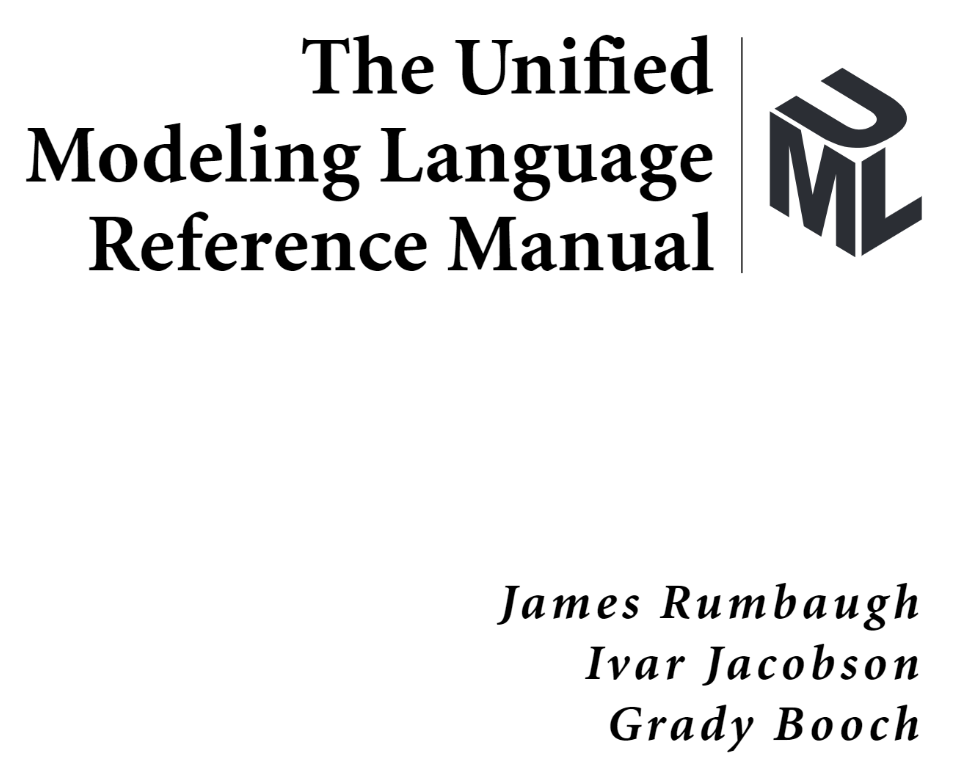 The Unified
Modeling Language
Reference Manual
UML
James Rumbaugh
Ivar Jacobson
Grady Booch